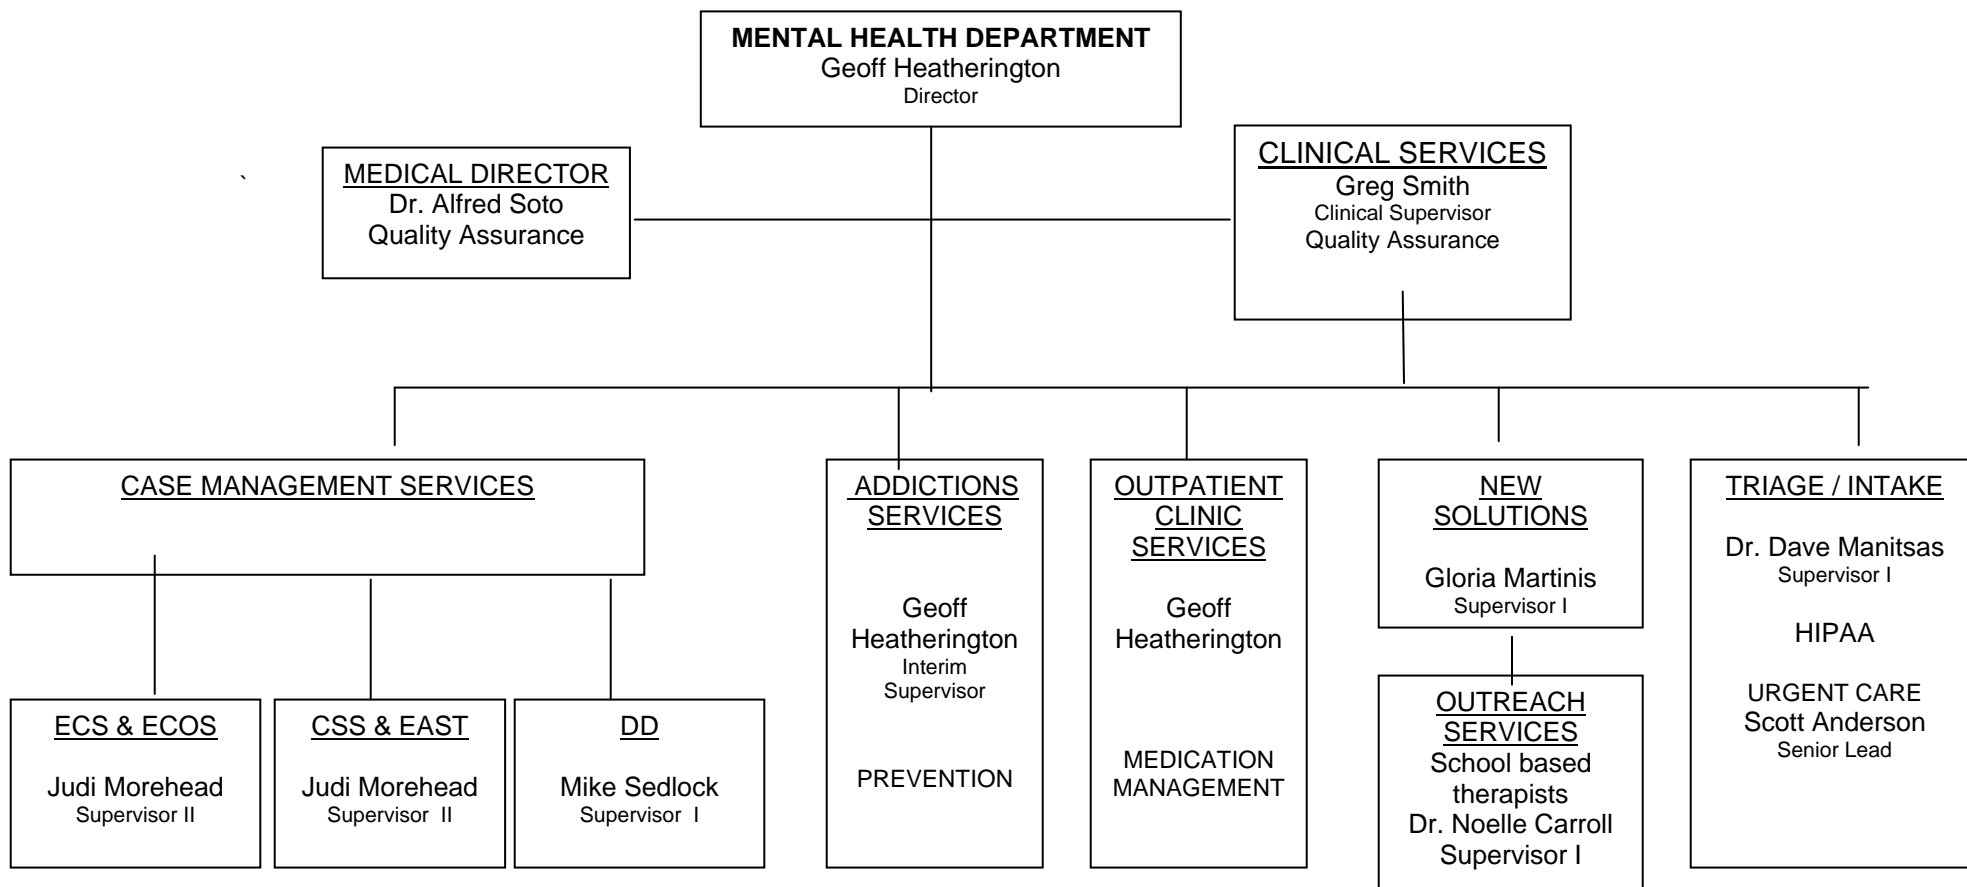 MENTAL HEALTH DEPARTMENT
Geoff Heatherington
Director
`
MEDICAL DIRECTOR
Dr. Alfred Soto
Quality Assurance
CLINICAL SERVICES
Greg Smith
Clinical Supervisor
Quality Assurance
CASE MANAGEMENT SERVICES
ECS & ECOS
Judi Morehead
Supervisor II
CSS & EAST
Judi Morehead
Supervisor II
DD
Mike Sedlock
Supervisor I
ADDICTIONS
SERVICES
Geoff
Heatherington
Interim
Supervisor
PREVENTION
OUTPATIENT
CLINIC
SERVICES
Geoff
Heatherington
MEDICATION
MANAGEMENT
NEW
SOLUTIONS
Gloria Martinis
Supervisor I
OUTREACH
SERVICES
School based
therapists
Dr. Noelle Carroll
Supervisor I
TRIAGE / INTAKE
Dr. Dave Manitsas
Supervisor I
HIPAA
URGENT CARE
Scott Anderson
Senior Lead